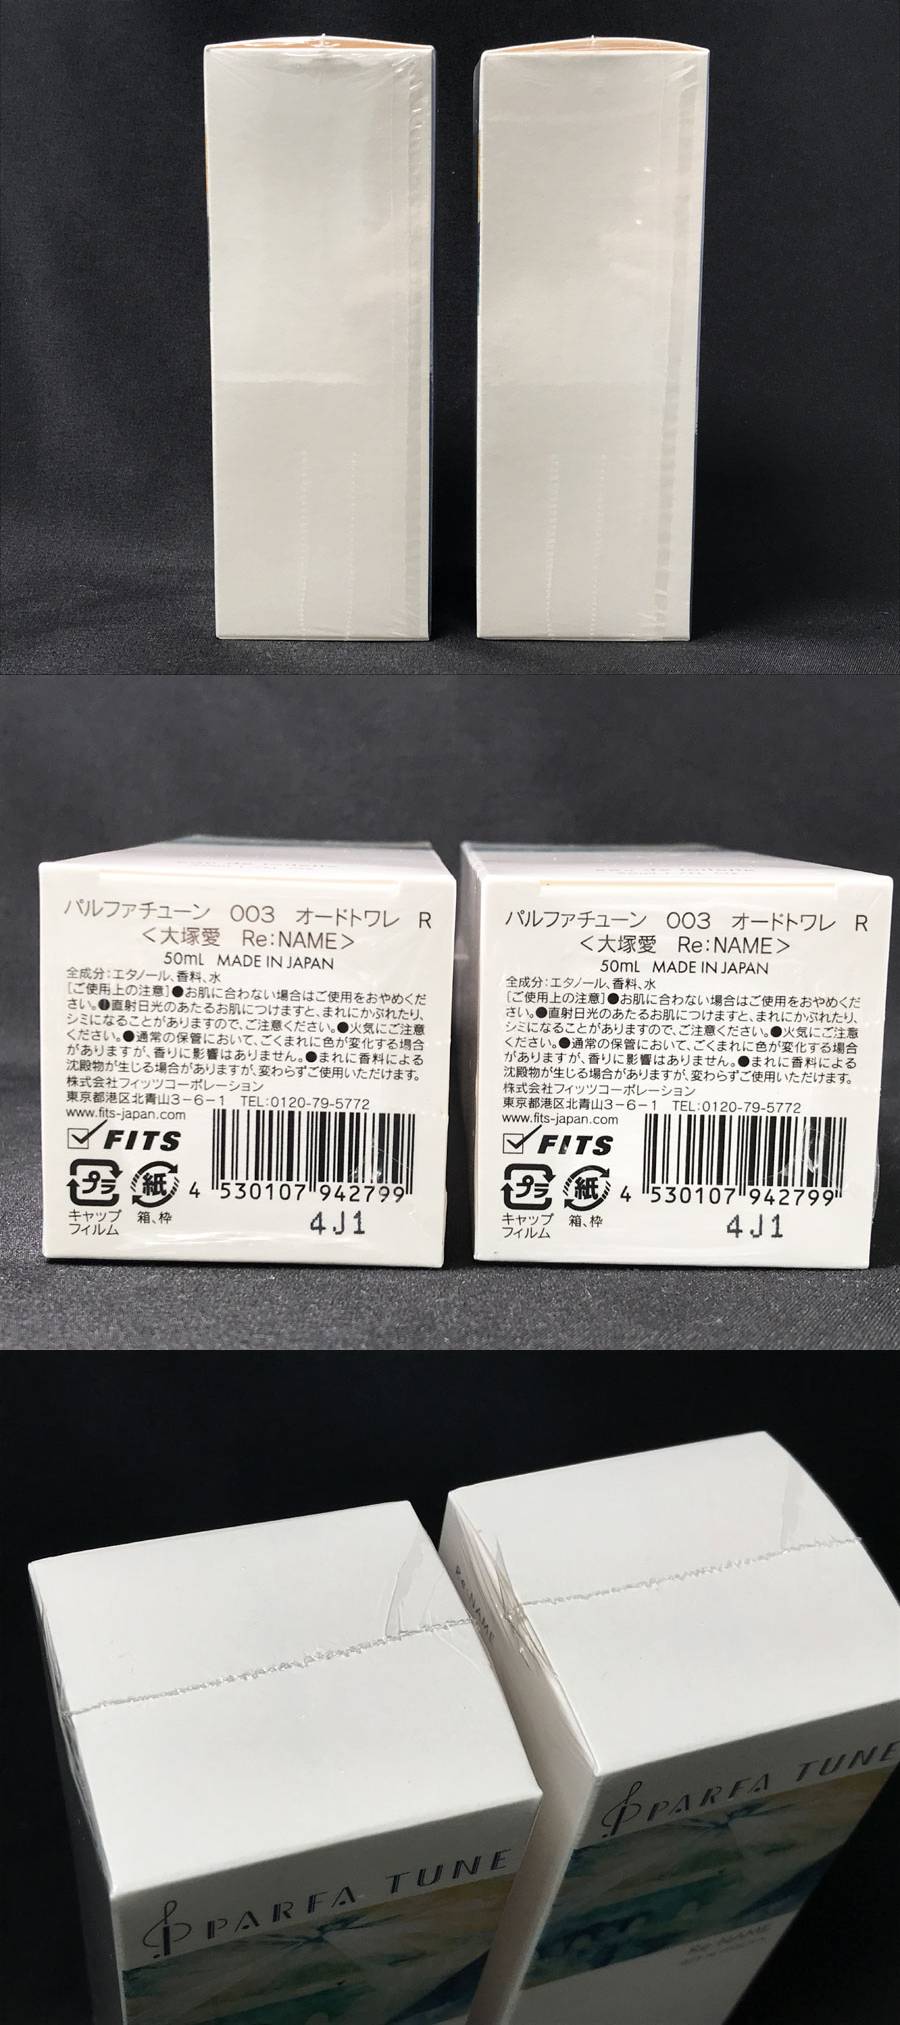 パルファチューン 003 オードトワレ R
<大塚愛 Re:NAME>
50mL MADE IN JAPAN
全成分:エタノール、香料、水
[ご使用上の注意]●お肌に合わない場合はご使用をおやめくだ
さい。●直射日光のあたるお肌につけますと、まれにかぶれたり、
シミになることがありますので、ご注意ください。●火気にご注意
ください。●通常の保管において、ごくまれに色が変化する場合
がありますが、香りに影響はありません。●まれに香料による
沈殿物が生じる場合がありますが、変わらずご使用いただけます。
株式会社フィッツコーポレーション
東京都港区北青山3-6-1 TEL:0120-79-5772
www.fits-japan.com
FITS
プラ 紙 4 530107 942799
キャップ 箱、枠
フィルム
4J1
パルファチューン 003 オードトワレ R
<大塚愛 Re:NAME>
50mL MADE IN JAPAN
全成分:エタノール、香料、水
[ご使用上の注意]●お肌に合わない場合はご使用をおやめくだ
さい。●直射日光のあたるお肌につけますと、まれにかぶれたり、
シミになることがありますので、ご注意ください。●火気にご注意
ください。●通常の保管において、ごくまれに色が変化する場合
がありますが、香りに影響はありません。●まれに香料による
沈殿物が生じる場合がありますが、変わらずご使用いただけます。
株式会社フィッツコーポレーション
東京都港区北青山3-6-1 TEL:0120-79-5772
www.fits-japan.com
FITS
プラ 紙 4 530107 942799
キャップ 箱、枠
フィルム
4J1
Re:NAME
PARFA TUNE
PARFA TUNE
Re:NAME